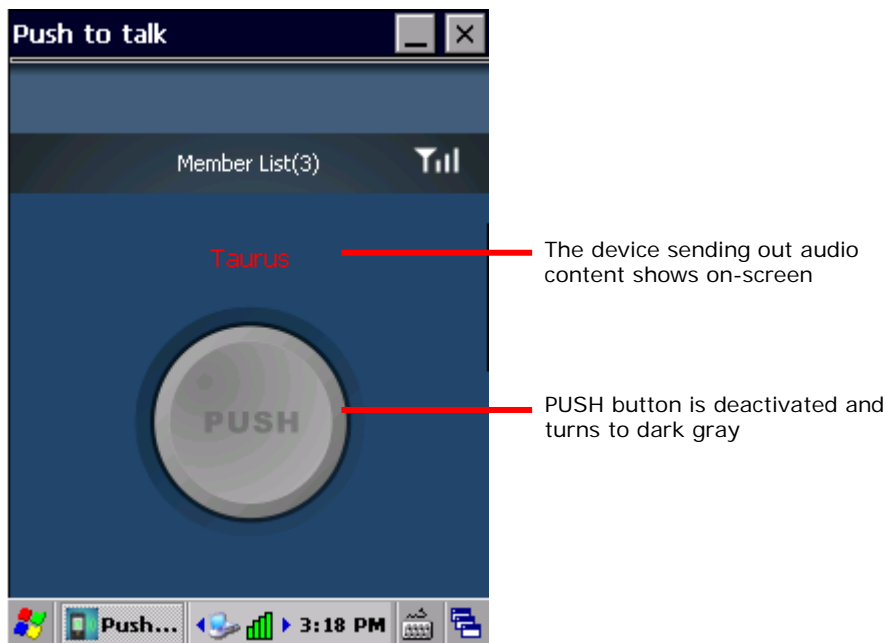 Push to talk
Member List(3)
Taurus
The device sending out audio
content shows on-screen
PUSH
PUSH button is deactivated and
turns to dark gray
Push...
3:18 PM